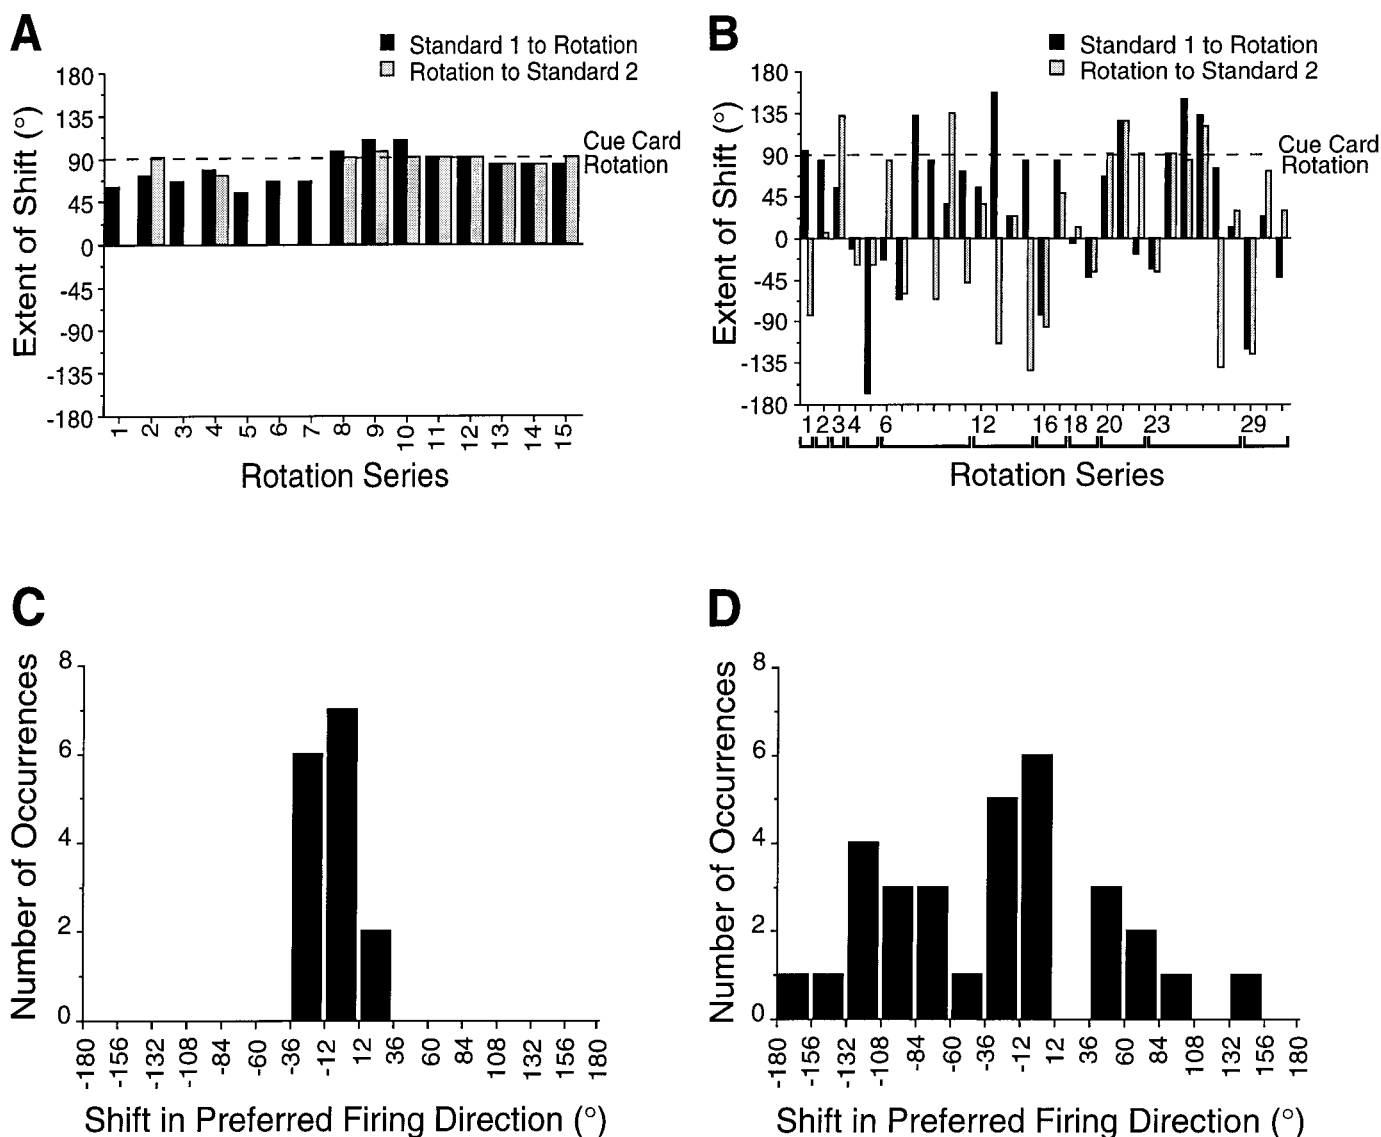 A
Standard 1 to Rotation
Rotation to Standard 2
180
135
90
45
0
-45
-90
-135
-180
Extent of Shift (°)
Cue Card
Rotation
1 2 3 4 5 6 7 8 9 10 11 12 13 14 15
Rotation Series
B
Standard 1 to Rotation
Rotation to Standard 2
180
135
90
45
0
-45
-90
-135
-180
Extent of Shift (°)
Cue Card
Rotation
1 2 3 4 6 12 16 18 20 23 29
Rotation Series
C
8
6
4
2
0
Number of Occurrences
-180 -156 -132 -108 -84 -60 -36 -12 12 36 60 84 108 132 156 180
Shift in Preferred Firing Direction (°)
D
8
6
4
2
0
Number of Occurrences
-180 -156 -132 -108 -84 -60 -36 -12 12 36 60 84 108 132 156 180
Shift in Preferred Firing Direction (°)